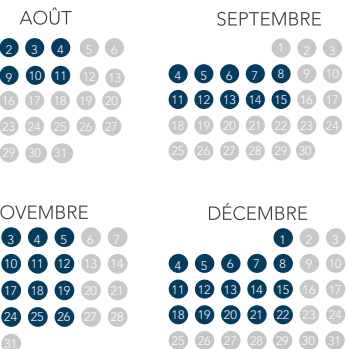 AOÛT
2 3 4 5 6
9 10 11 12 13
16 17 18 19 20
23 24 25 26 27
29 30 31
SEPTEMBRE
1 2 3
4 5 6 7 8 9 10
11 12 13 14 15 16 17
18 19 20 21 22 23 24
25 26 27 28 29 30
OVEMBRE
3 4 5 6 7
10 11 12 13 14
17 18 19 20 21
24 25 26 27 28
31
DÉCEMBRE
1 2 3
4 5 6 7 8 9 10
11 12 13 14 15 16 17
18 19 20 21 22 23 24
25 26 27 28 29 30 31